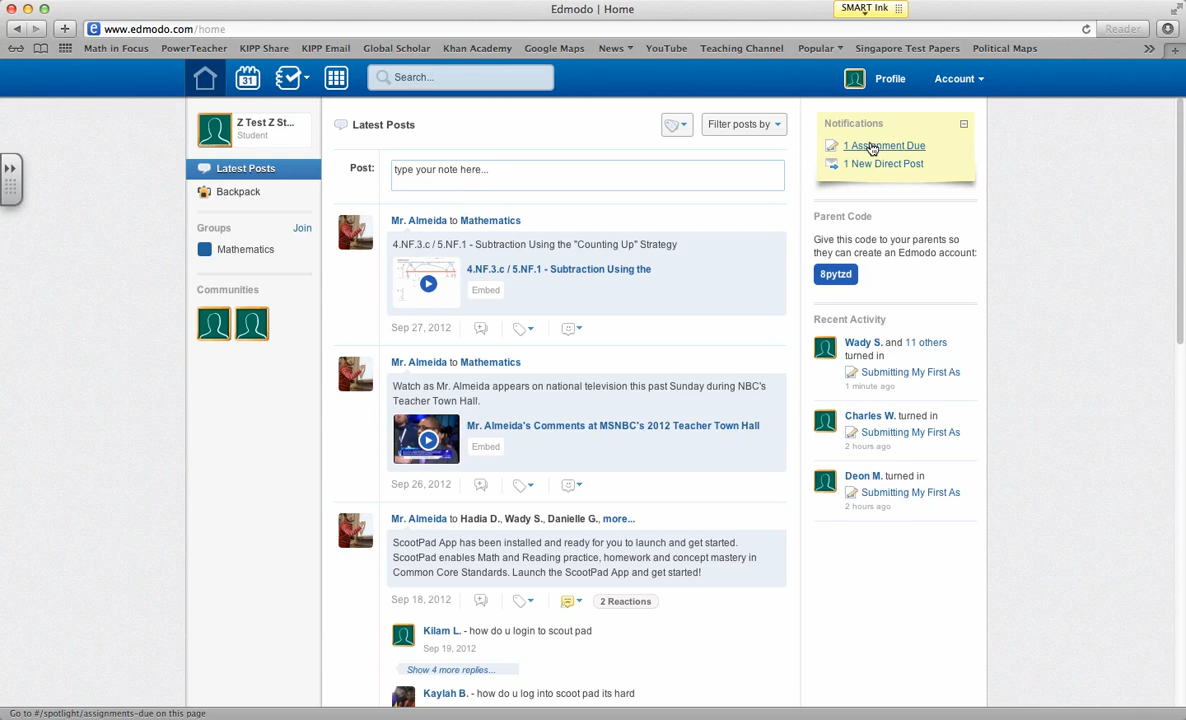 Edmodo | Home
SMART Ink
www.edmodo.com/home
Reader
Math in Focus PowerTeacher KIPP Share KIPP Email Global Scholar Khan Academy Google Maps News YouTube Teaching Channel Popular Singapore Test Papers Political Maps
31
Search...
Profile
Account
Z Test Z St...
Student
Latest Posts
Backpack
Groups
Join
Mathematics
Communities
Latest Posts
Filter posts by
Post:
type your note here...
Mr. Almeida to Mathematics
4.NF.3.c / 5.NF.1 - Subtraction Using the "Counting Up" Strategy
4.NF.3.c / 5.NF.1 - Subtraction Using the
Embed
Sep 27, 2012
Mr. Almeida to Mathematics
Watch as Mr. Almeida appears on national television this past Sunday during NBC's
Teacher Town Hall.
Mr. Almeida's Comments at MSNBC's 2012 Teacher Town Hall
Embed
Sep 26, 2012
Mr. Almeida to Hadia D., Wady S., Danielle G., more...
ScootPad App has been installed and ready for you to launch and get started.
ScootPad enables Math and Reading practice, homework and concept mastery in
Common Core Standards. Launch the ScootPad App and get started!
Sep 18, 2012
2 Reactions
Kilam L. - how do u login to scoot pad
Sep 19, 2012
Show 4 more replies...
Kaylah B. - how do u log into scoot pad its hard
Notifications
1 Assignment Due
1 New Direct Post
Parent Code
Give this code to your parents so
they can create an Edmodo account:
8pytzd
Recent Activity
Wady S. and 11 others
turned in
Submitting My First As
1 minute ago
Charles W. turned in
Submitting My First As
2 hours ago
Deon M. turned in
Submitting My First As
2 hours ago
Go to #/spotlight/assignments-due on this page